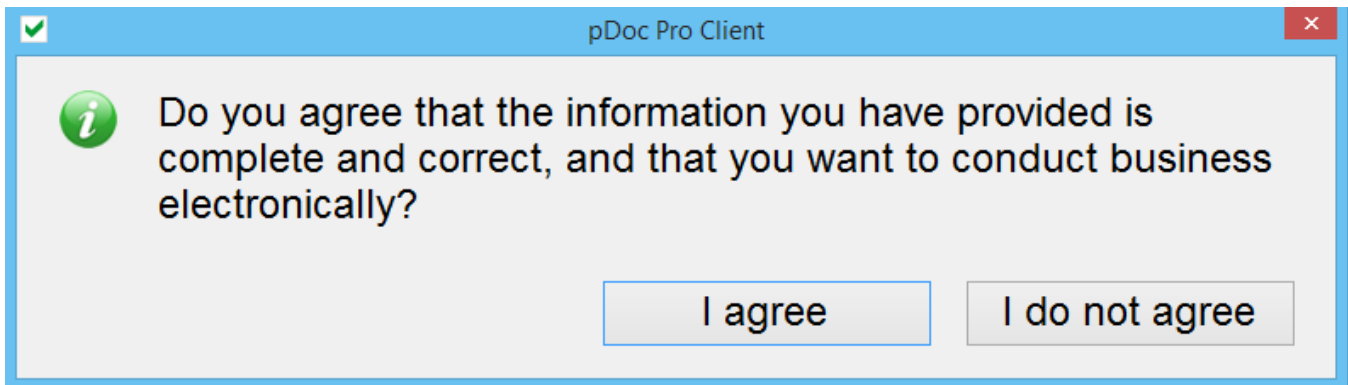 pDoc Pro Client
Do you agree that the information you have provided is
complete and correct, and that you want to conduct business
electronically?
I agree
I do not agree